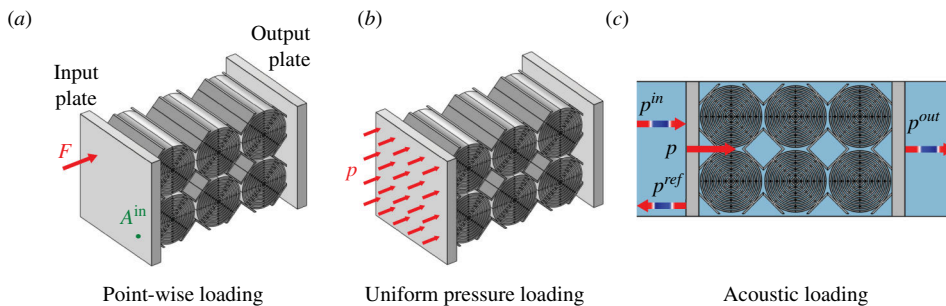 (a)
Input
plate
F
A^in
Output
plate
Point-wise loading
(b)
p
Uniform pressure loading
(c)
p^in
p
p^ref
p^out
Acoustic loading